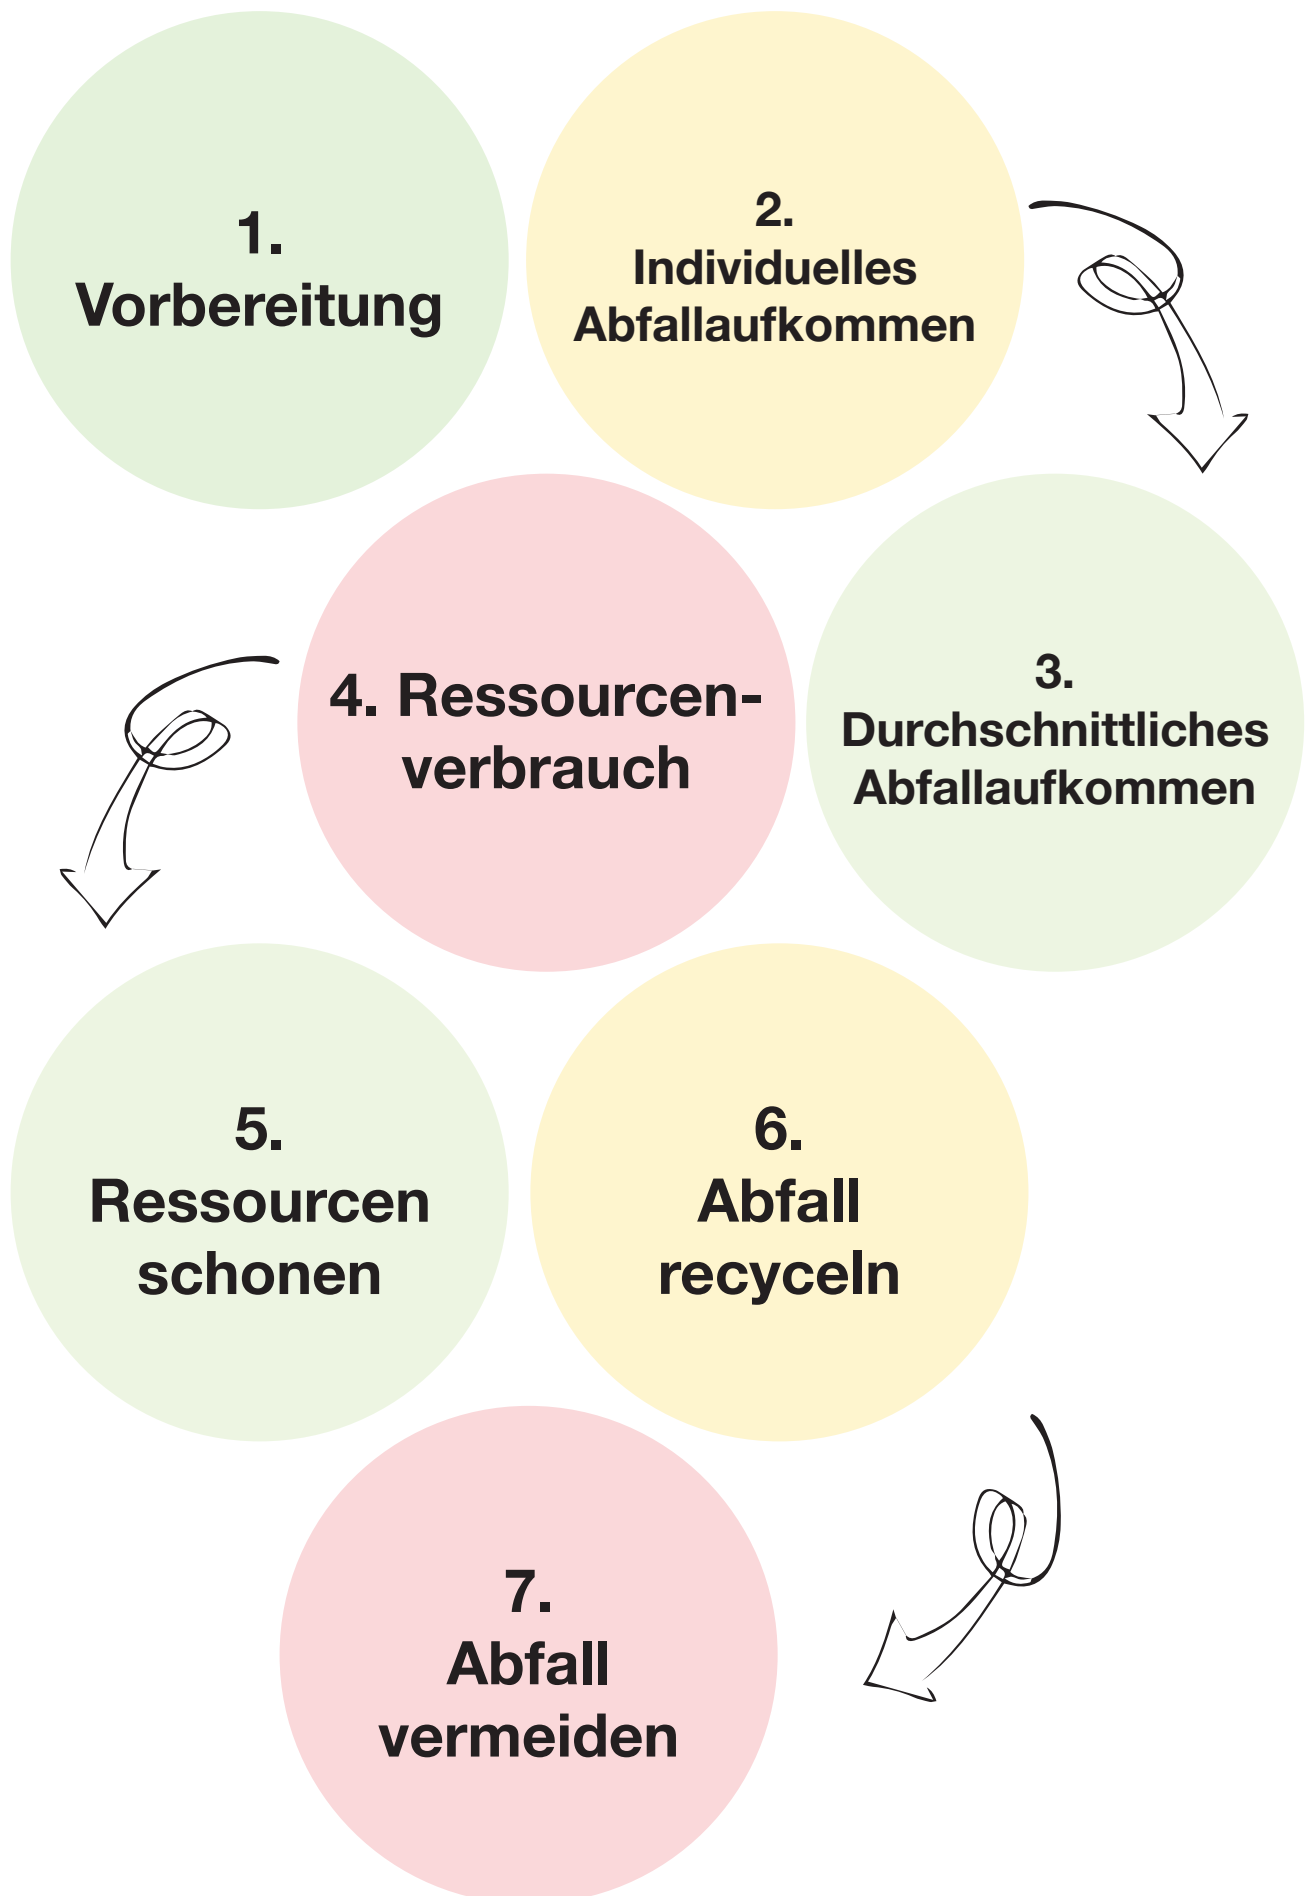 1.
Vorbereitung
2.
Individuelles
Abfallaufkommen
3.
Durchschnittliches
Abfallaufkommen
4. Ressourcen-
verbrauch
5.
Ressourcen
schonen
6.
Abfall
recyceln
7.
Abfall
vermeiden